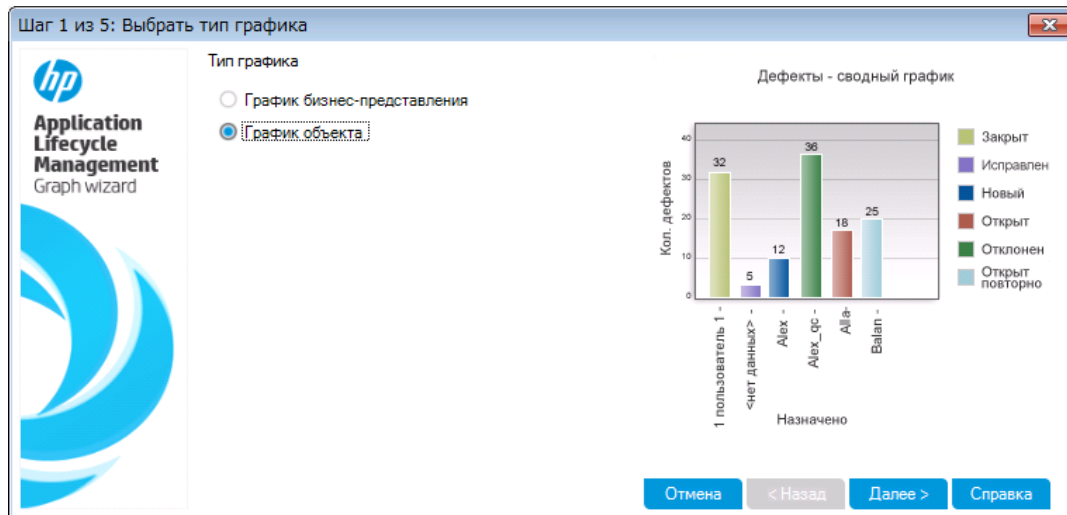 Шаг 1 из 5: Выбрать тип графика
hp
Application
Lifecycle
Management
Graph wizard
Тип графика
График бизнес-представления
График объекта
Дефекты - сводный график
Кол. дефектов
40
30
20
10
0
32
5
12
36
18
25
1 пользователь 1 -
<нет данных> -
Alex -
Alex_qc -
Alla-
Balan -
Назначено
Закрыт
Исправлен
Новый
Открыт
Отклонен
Открыт
повторно
Отмена
< Назад
Далее >
Справка